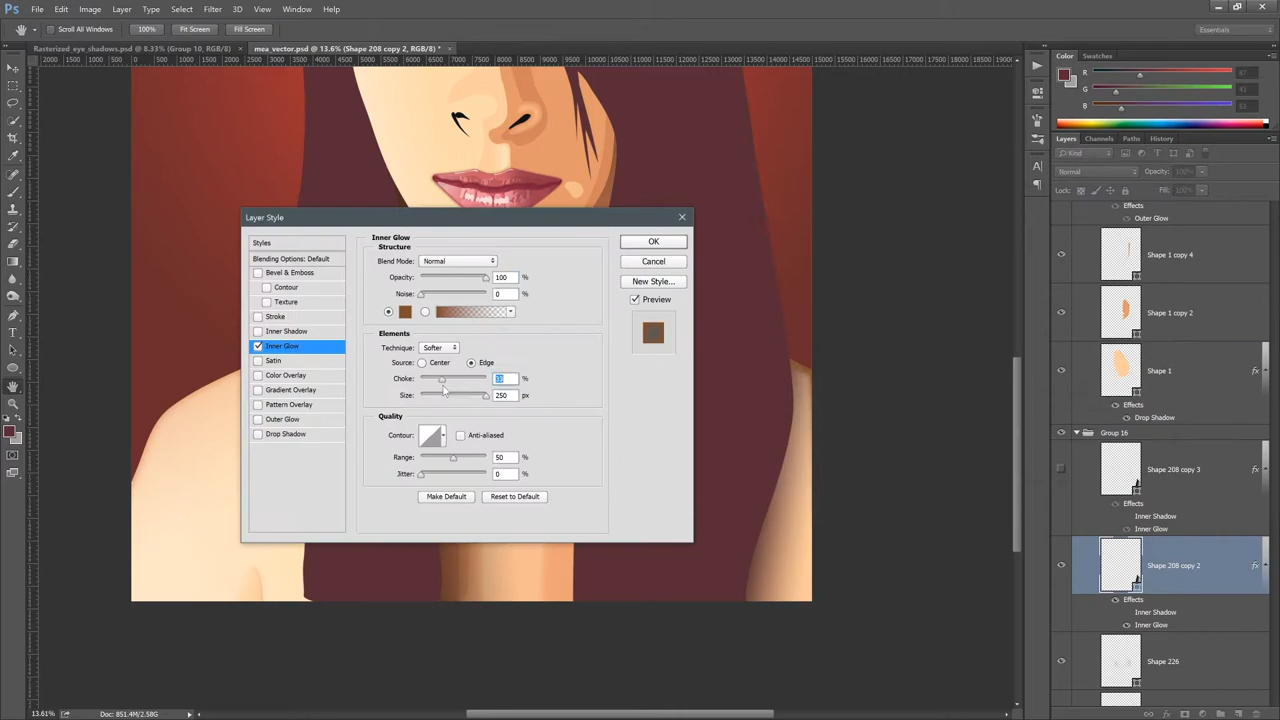 Ps File Edit Image Layer Type Select Filter 3D View Window Help
Scroll All Windows 100% Fit Screen Fill Screen Essentials
Rasterized_eye_shadows.psd @ 8.33% (Group 10, RGB/8) × mea_vector.psd @ 13.6% (Shape 208 copy 2, RGB/8) * ×
Color Swatches
R
G
B
Layers Channels Paths History
Kind
Normal Opacity:
Lock: Fill:
Effects
Outer Glow
Shape 1 copy 4
Shape 1 copy 2
Shape 1 fx
Effects
Drop Shadow
Group 16
Shape 208 copy 3
Effects
Inner Shadow
Inner Glow
Shape 208 copy 2 fx
Effects
Inner Shadow
Inner Glow
Shape 226
Layer Style
Styles
Blending Options: Default
Bevel & Emboss
Contour
Texture
Stroke
Inner Shadow
Inner Glow
Satin
Color Overlay
Gradient Overlay
Pattern Overlay
Outer Glow
Drop Shadow
Inner Glow
Structure
Blend Mode: Normal
Opacity: 100 %
Noise: 0 %
Elements
Technique: Softer
Source: Center Edge
Choke: 33 %
Size: 250 px
Quality
Contour: Anti-aliased
Range: 50 %
Jitter: 0 %
Make Default Reset to Default
OK
Cancel
New Style...
Preview
13.61% Doc: 851.4M/2.58G